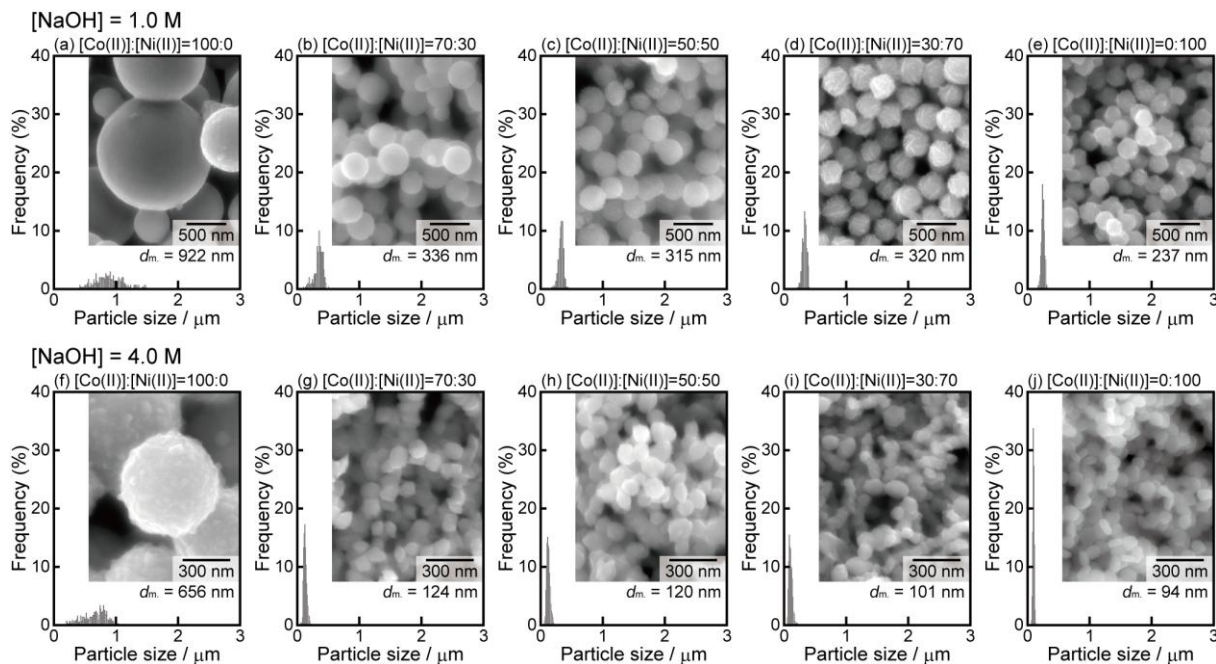 [NaOH] = 1.0 M
(a) [Co(II)]:[Ni(II)]=100:0
40
30
20
10
0
Frequency (%)
500 nm
dm. = 922 nm
0 1 2 3
Particle size / μm
(b) [Co(II)]:[Ni(II)]=70:30
40
30
20
10
0
Frequency (%)
500 nm
dm. = 336 nm
0 1 2 3
Particle size / μm
(c) [Co(II)]:[Ni(II)]=50:50
40
30
20
10
0
Frequency (%)
500 nm
dm. = 315 nm
0 1 2 3
Particle size / μm
(d) [Co(II)]:[Ni(II)]=30:70
40
30
20
10
0
Frequency (%)
500 nm
dm. = 320 nm
0 1 2 3
Particle size / μm
(e) [Co(II)]:[Ni(II)]=0:100
40
30
20
10
0
Frequency (%)
500 nm
dm. = 237 nm
0 1 2 3
Particle size / μm
[NaOH] = 4.0 M
(f) [Co(II)]:[Ni(II)]=100:0
40
30
20
10
0
Frequency (%)
300 nm
dm. = 656 nm
0 1 2 3
Particle size / μm
(g) [Co(II)]:[Ni(II)]=70:30
40
30
20
10
0
Frequency (%)
300 nm
dm. = 124 nm
0 1 2 3
Particle size / μm
(h) [Co(II)]:[Ni(II)]=50:50
40
30
20
10
0
Frequency (%)
300 nm
dm. = 120 nm
0 1 2 3
Particle size / μm
(i) [Co(II)]:[Ni(II)]=30:70
40
30
20
10
0
Frequency (%)
300 nm
dm. = 101 nm
0 1 2 3
Particle size / μm
(j) [Co(II)]:[Ni(II)]=0:100
40
30
20
10
0
Frequency (%)
300 nm
dm. = 94 nm
0 1 2 3
Particle size / μm